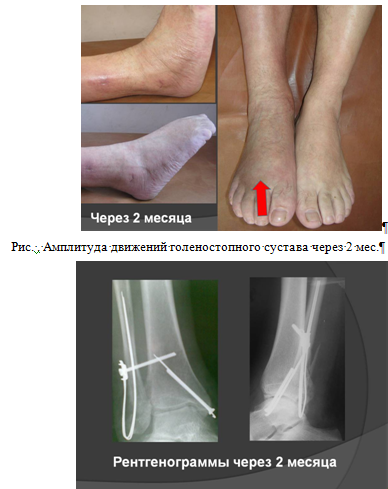 Через 2 месяца
Рис. . Амплитуда движений голеностопного сустава через 2 мес.
Рентгенограммы через 2 месяца